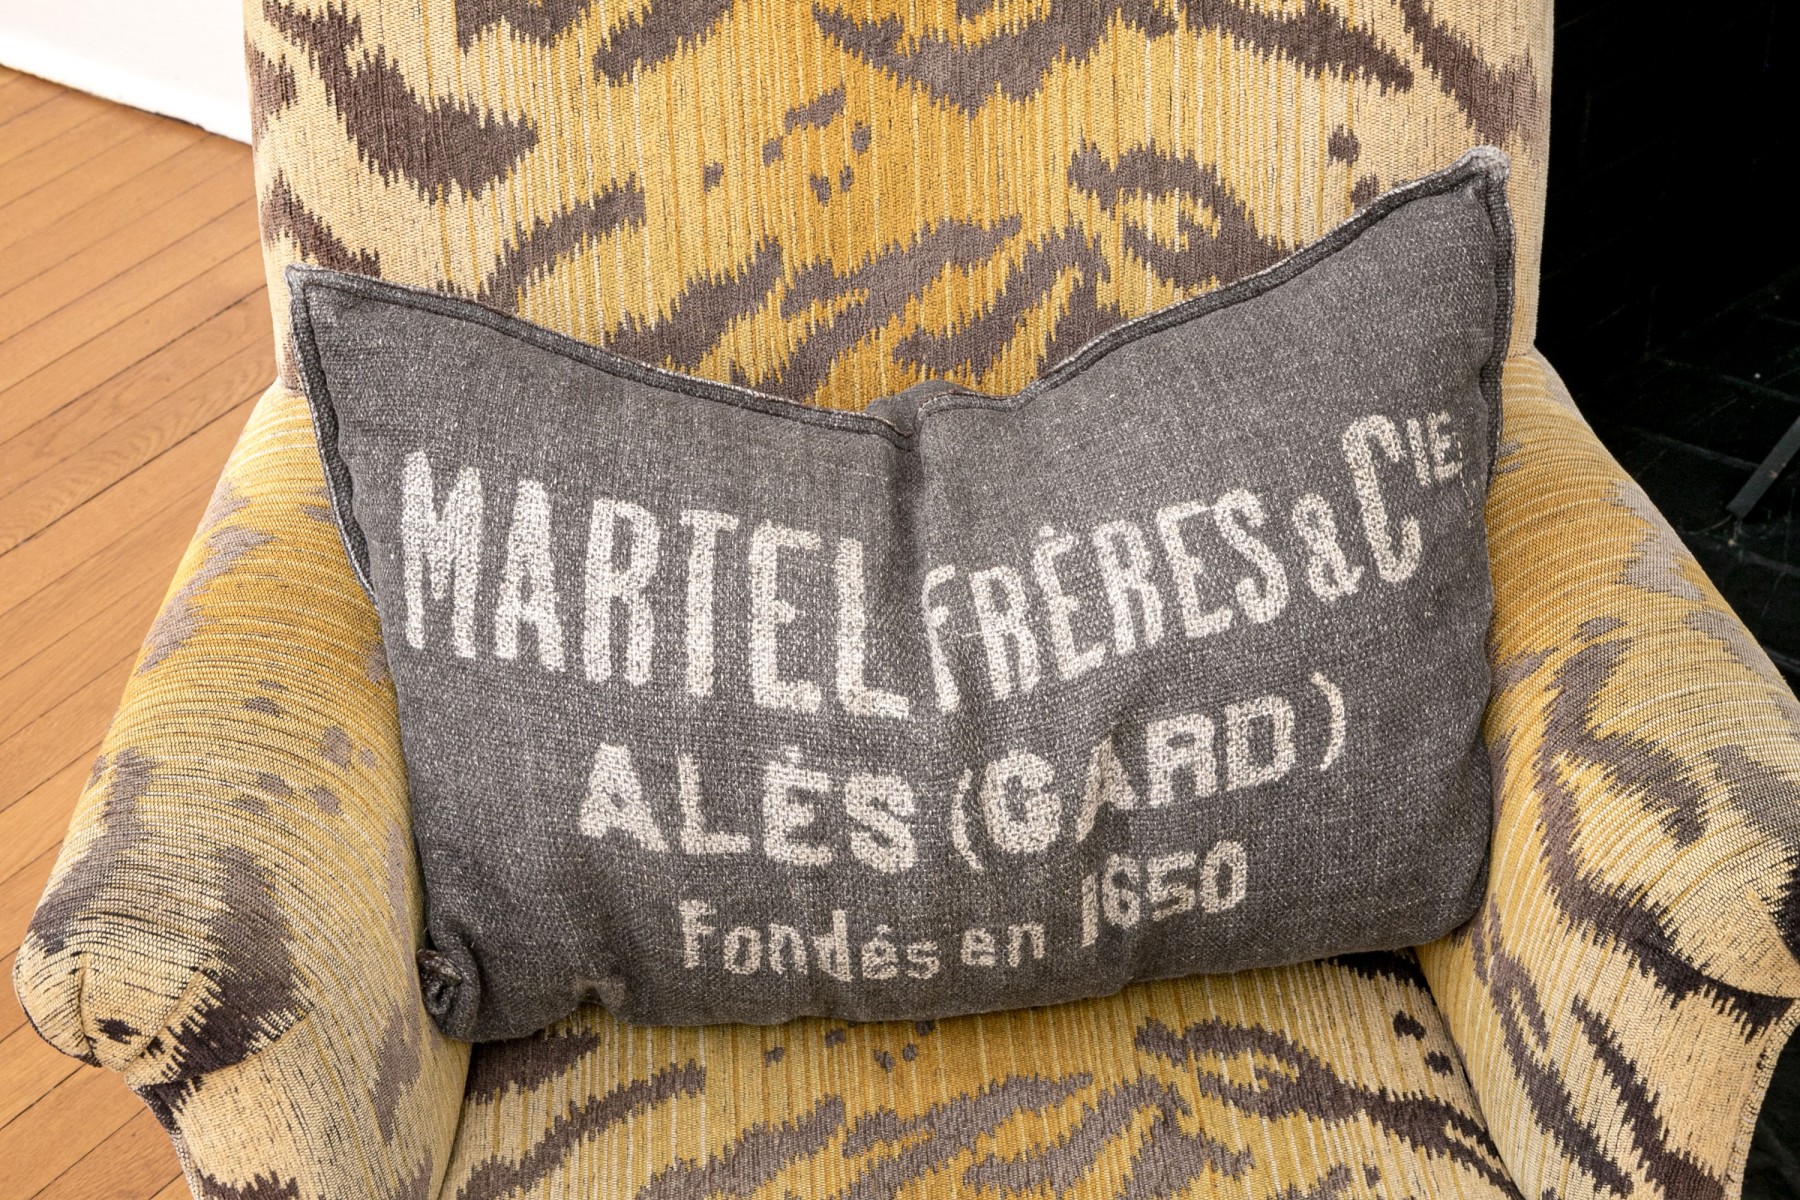 MARTEL FRÈRES & CIE
ALÉS (GARD)
Fondés en 1650